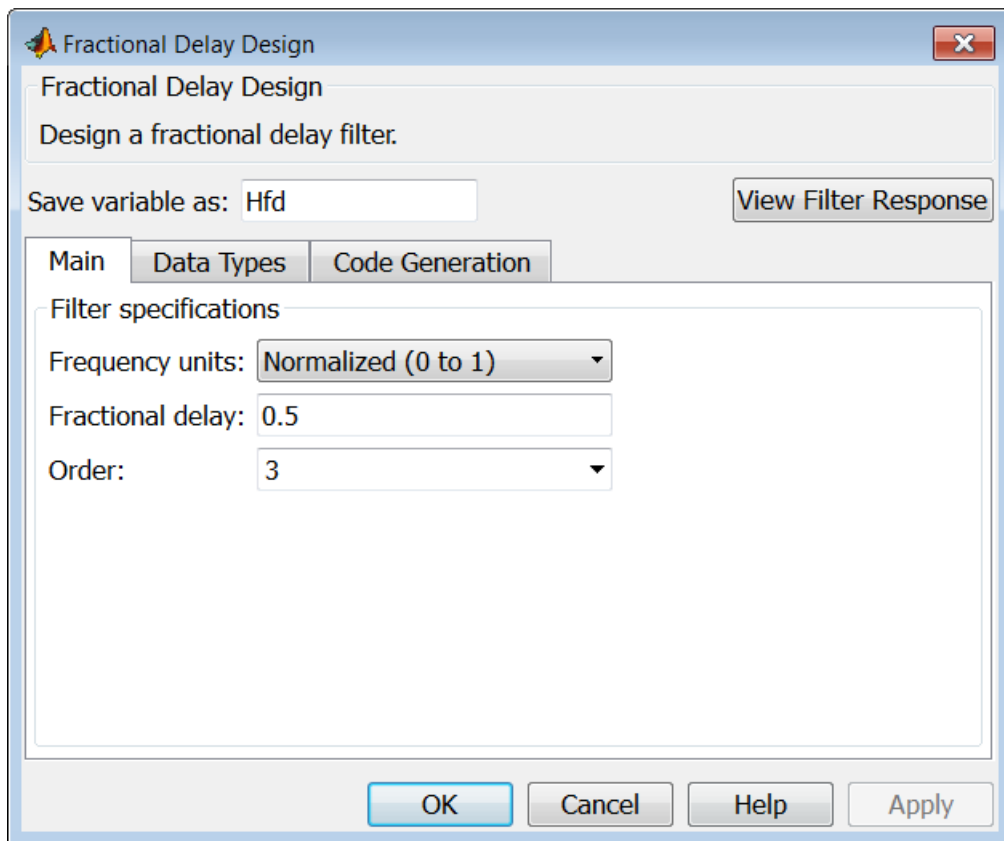 Fractional Delay Design
Fractional Delay Design
Design a fractional delay filter.
Save variable as: Hfd View Filter Response
Main Data Types Code Generation
Filter specifications
Frequency units: Normalized (0 to 1)
Fractional delay: 0.5
Order: 3
OK Cancel Help Apply